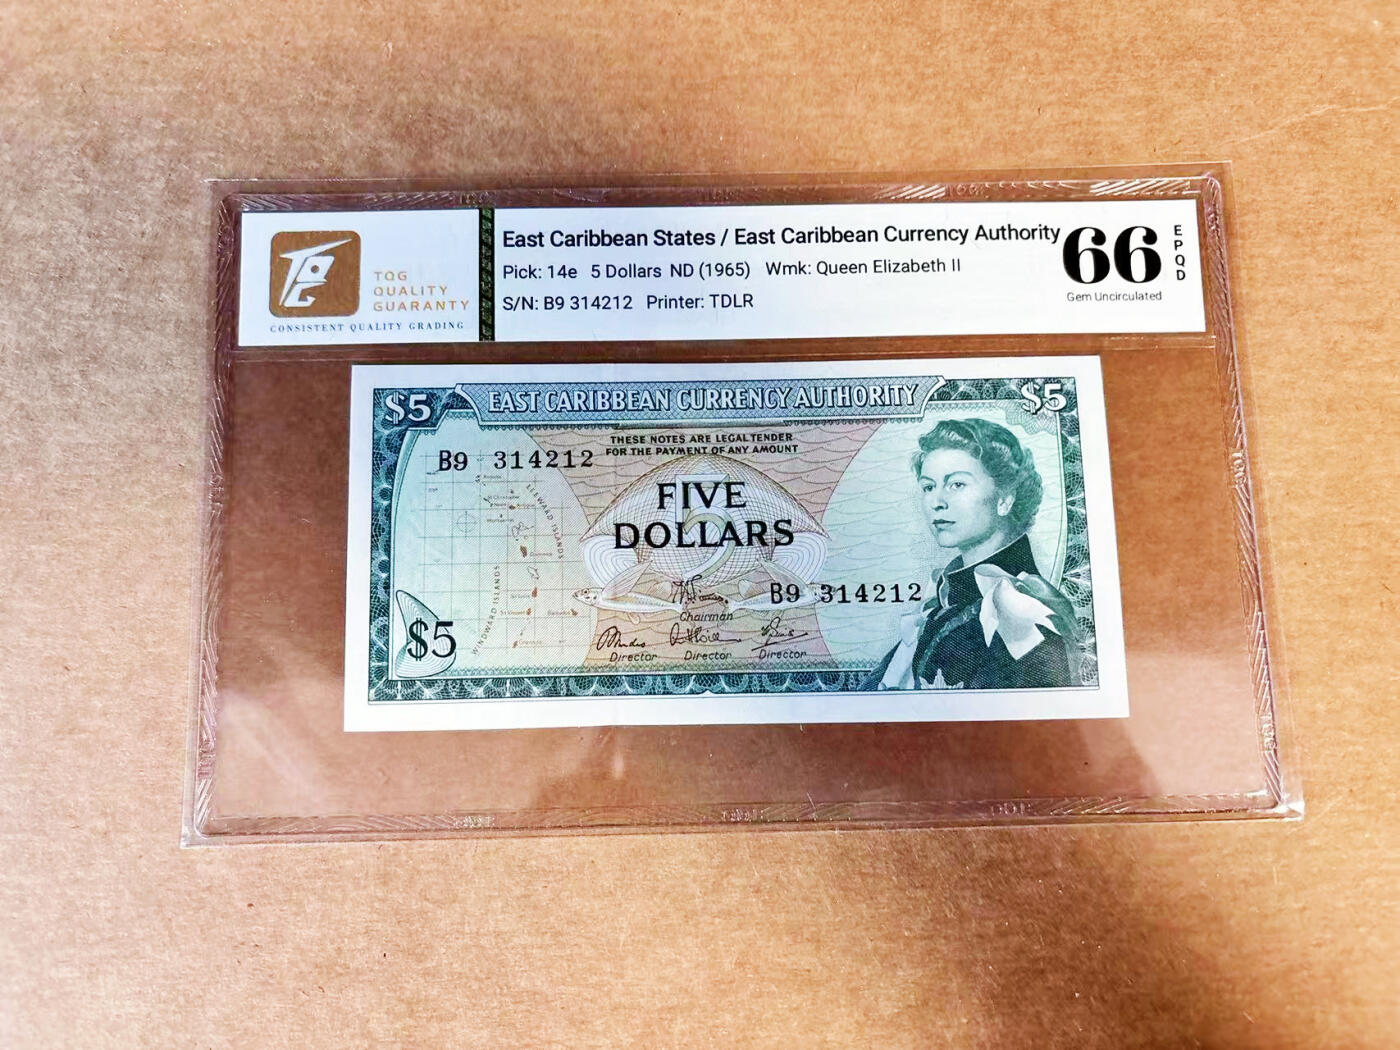 TQG
QUALITY
GUARANTY
CONSISTENT QUALITY GRADING
East Caribbean States / East Caribbean Currency Authority
Pick: 14e 5 Dollars ND (1965) Wmk: Queen Elizabeth II
S/N: B9 314212 Printer: TDLR
66
EPQD
Gem Uncirculated
$5
EAST CARIBBEAN CURRENCY AUTHORITY
$5
THESE NOTES ARE LEGAL TENDER
FOR THE PAYMENT OF ANY AMOUNT
B9 314212
FIVE
DOLLARS
LEEWARD ISLANDS
WINDWARD ISLANDS
B9 314212
Chairman
Director Director Director
$5